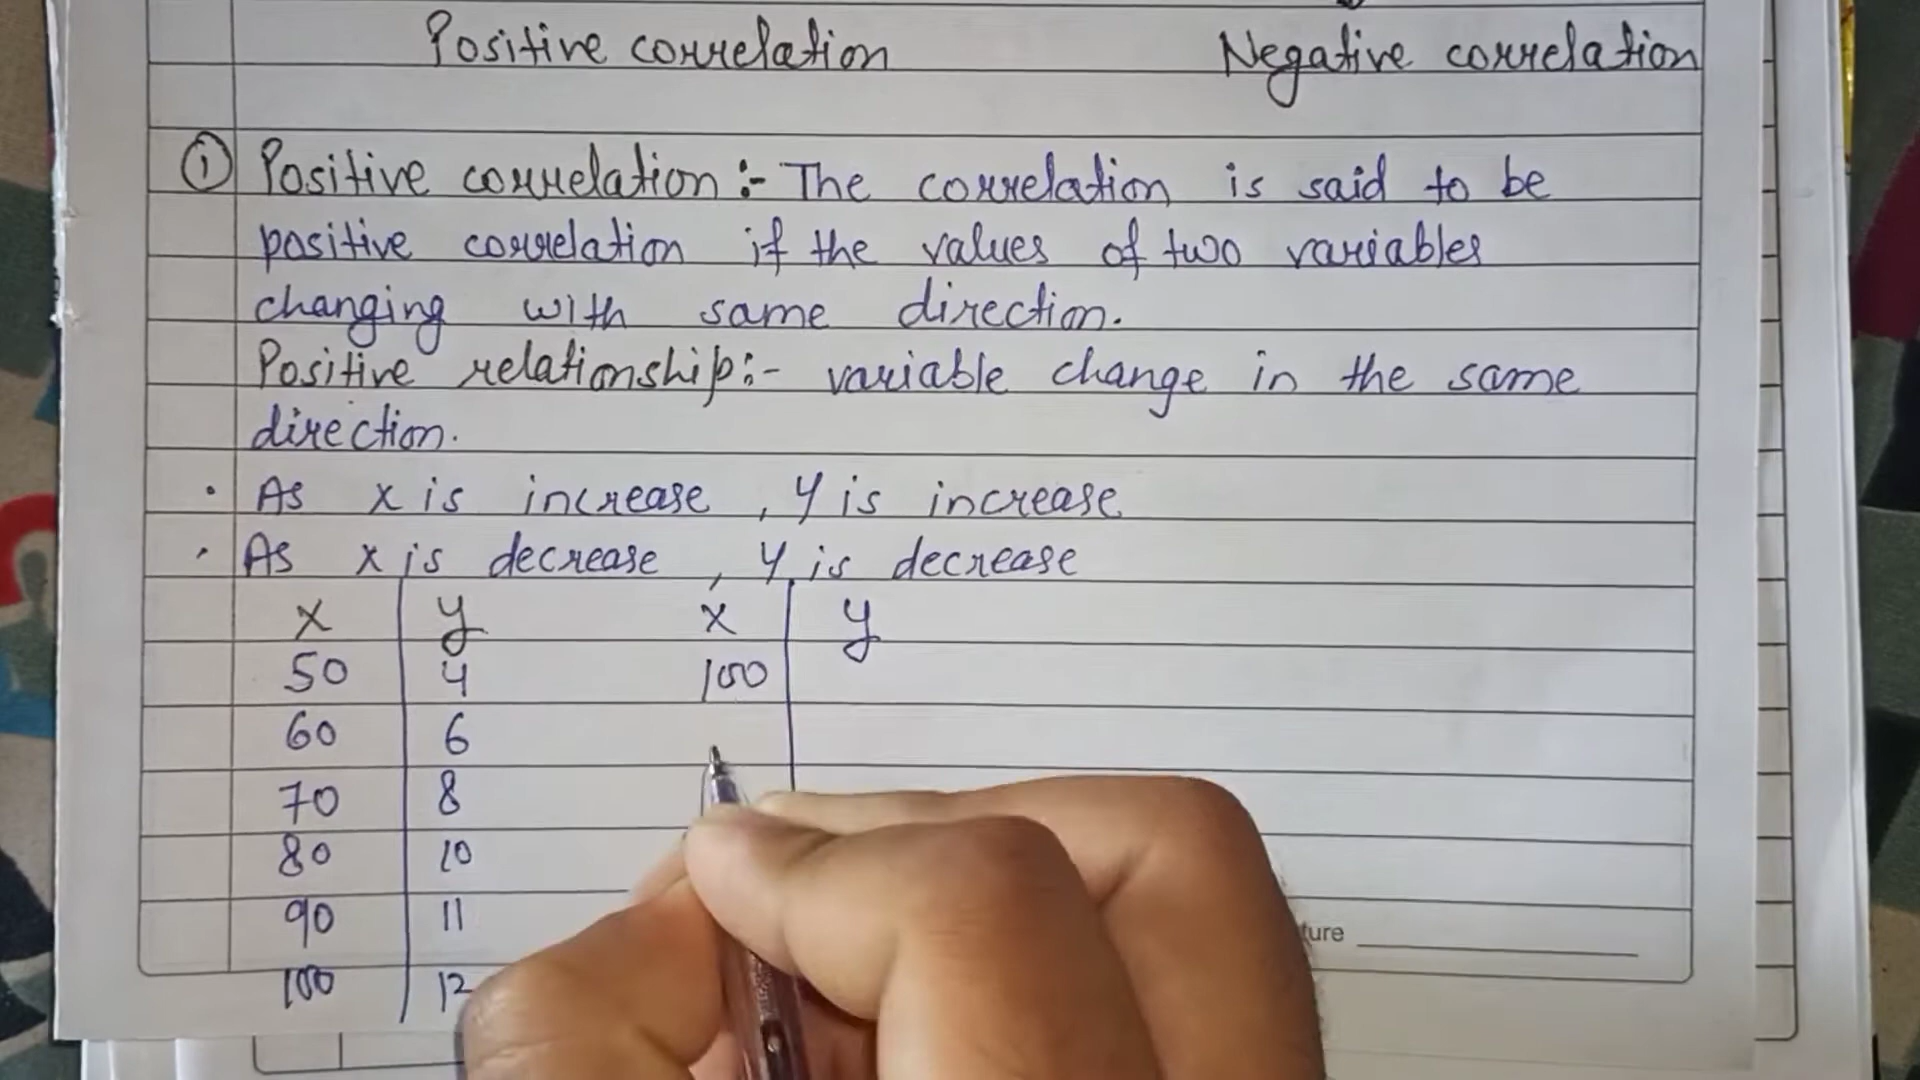 Positive correlation Negative correlation
① Positive correlation :- The correlation is said to be
positive correlation if the values of two variables
changing with same direction.
Positive relationship:- variable change in the same
direction.
· As x is increase , y is increase
· As x is decrease , y is decrease
x y x y
50 4 100
60 6
70 8
80 10
90 11
ture
100 12